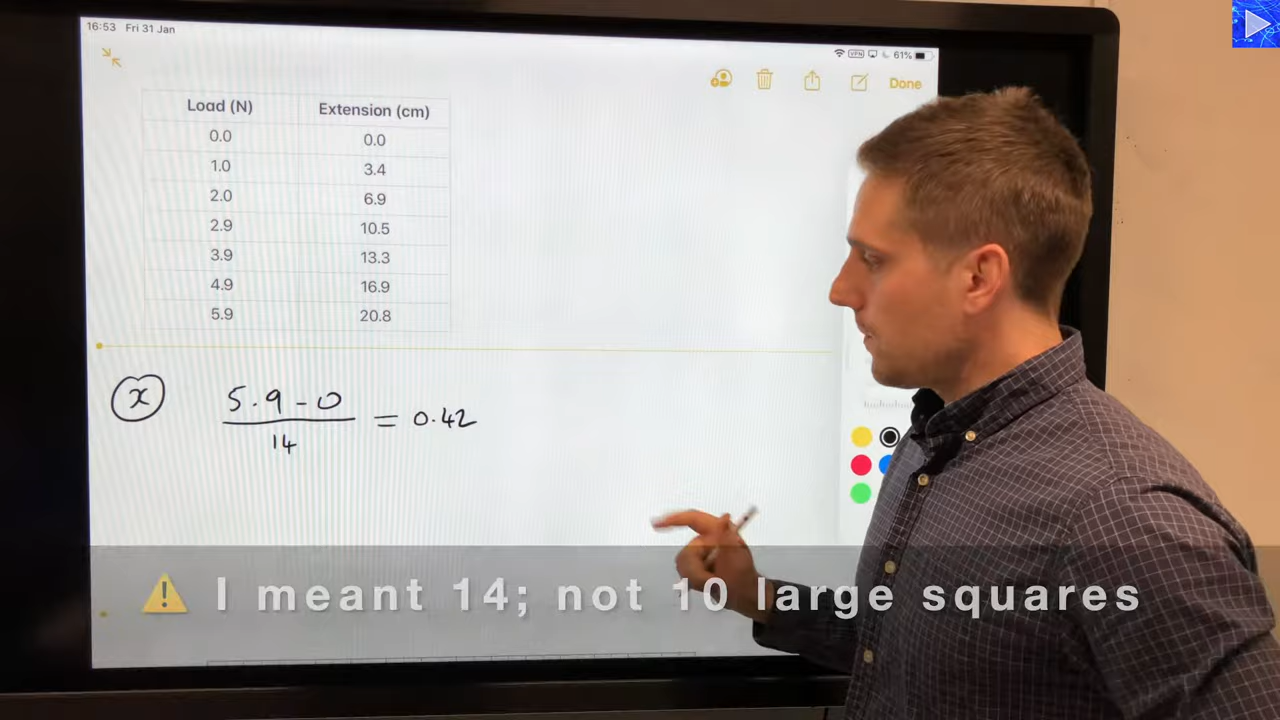 16:53 Fri 31 Jan
VPN 61%
Done
Load (N) Extension (cm)
0.0 0.0
1.0 3.4
2.0 6.9
2.9 10.5
3.9 13.3
4.9 16.9
5.9 20.8
x 5.9 - 0
14
= 0.42
I meant 14; not 10 large squares